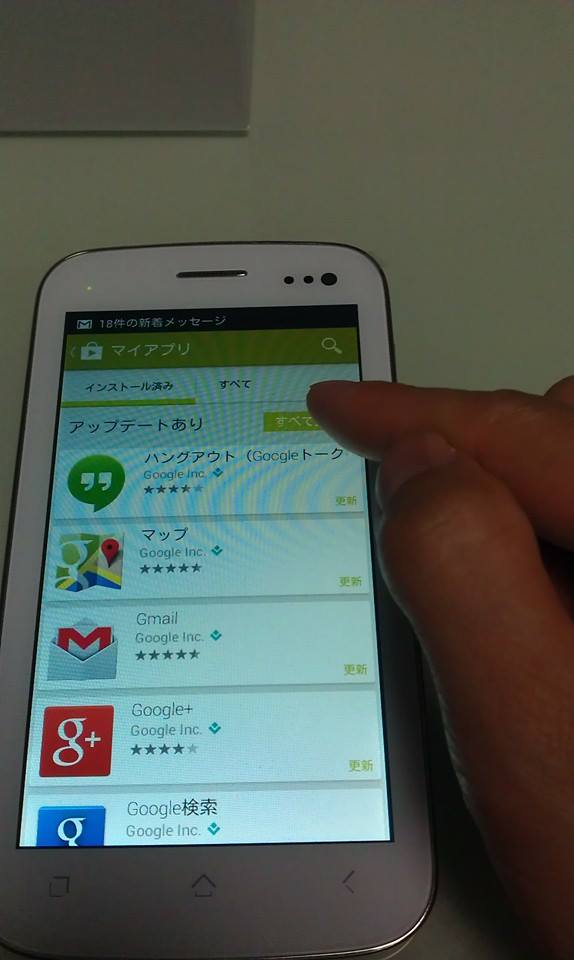 18件の新着メッセージ
マイアプリ
インストール済み すべて
アップデートあり すべて
ハングアウト（Googleトーク
Google Inc.
更新
マップ
Google Inc.
更新
Gmail
Google Inc.
更新
g+
Google+
Google Inc.
更新
g
Google検索
Google Inc.